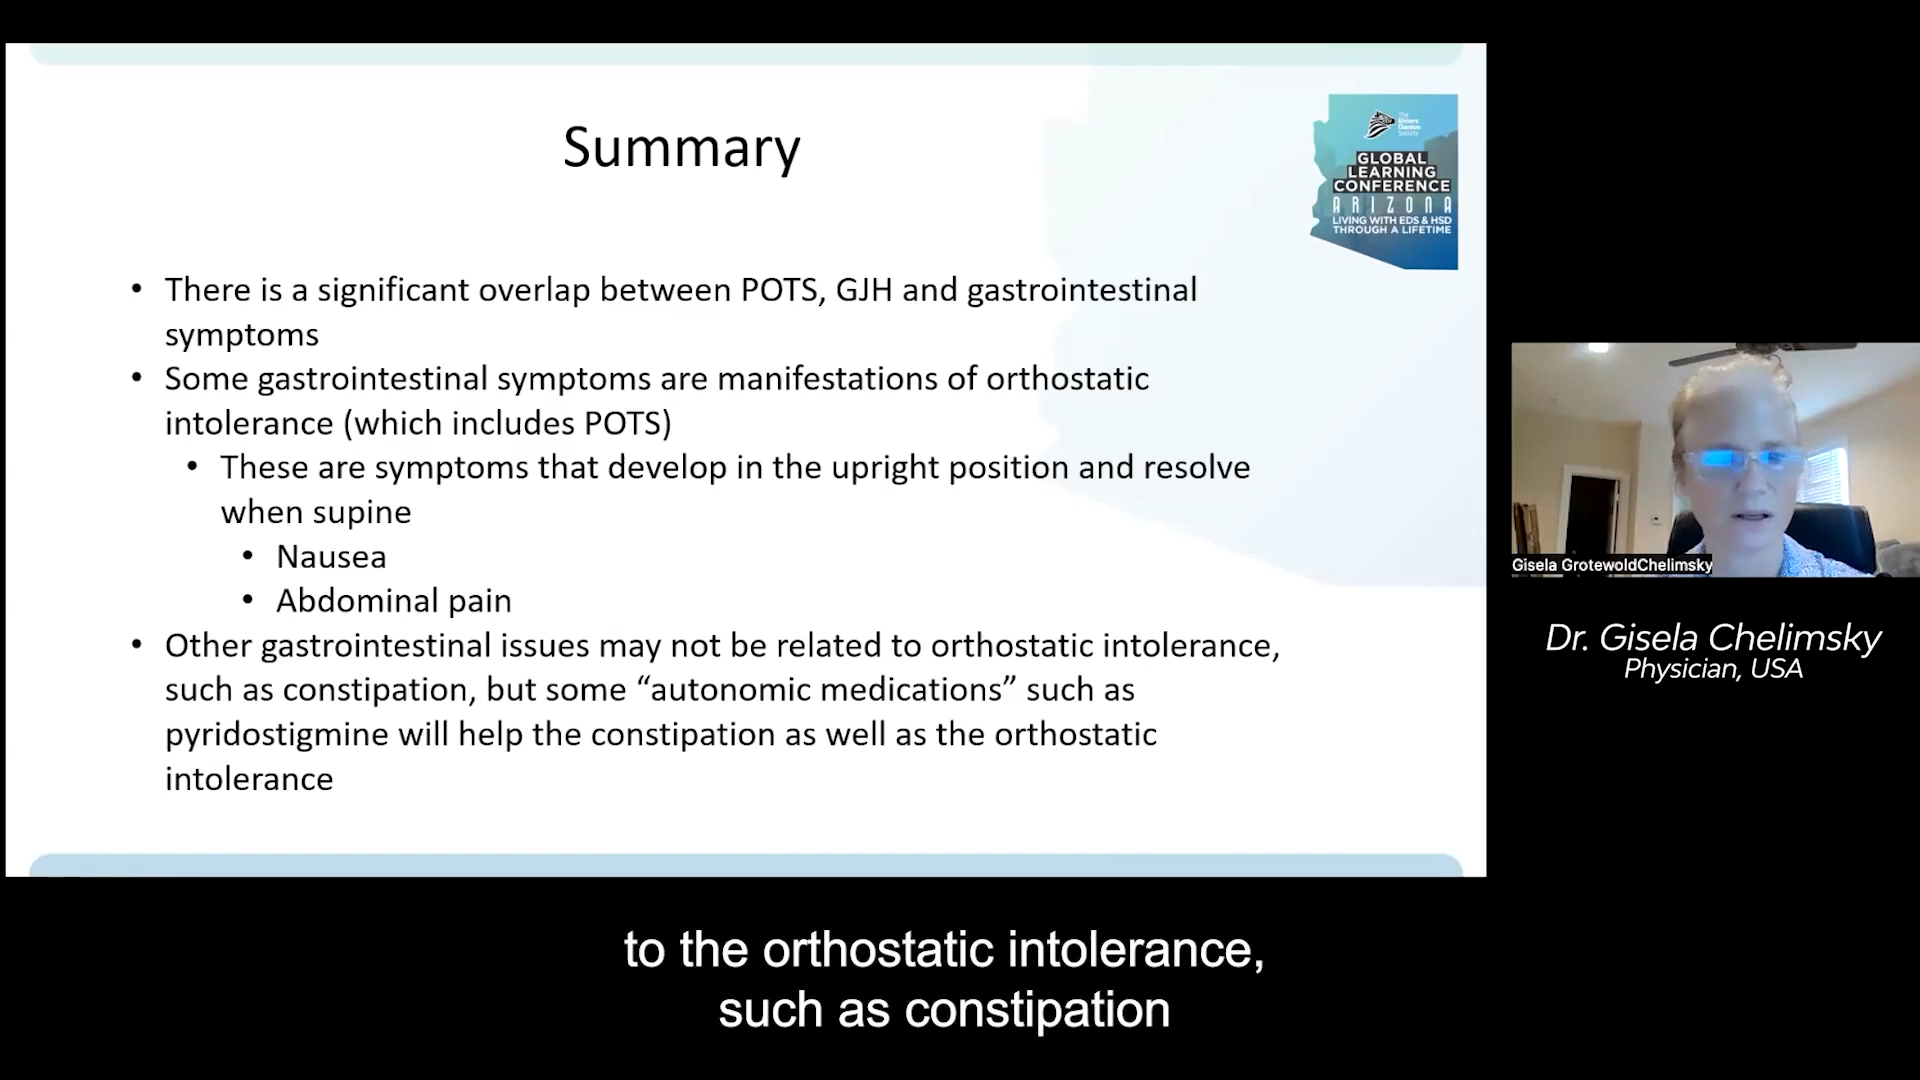 Summary
The
Ehlers
Danlos
Society
GLOBAL
LEARNING
CONFERENCE
ARIZONA
LIVING WITH EDS & HSD
THROUGH A LIFETIME
• There is a significant overlap between POTS, GJH and gastrointestinal
symptoms
• Some gastrointestinal symptoms are manifestations of orthostatic
intolerance (which includes POTS)
• These are symptoms that develop in the upright position and resolve
when supine
• Nausea
• Abdominal pain
• Other gastrointestinal issues may not be related to orthostatic intolerance,
such as constipation, but some “autonomic medications” such as
pyridostigmine will help the constipation as well as the orthostatic
intolerance
Gisela GrotewoldChelimsky
Dr. Gisela Chelimsky
Physician, USA
to the orthostatic intolerance,
such as constipation